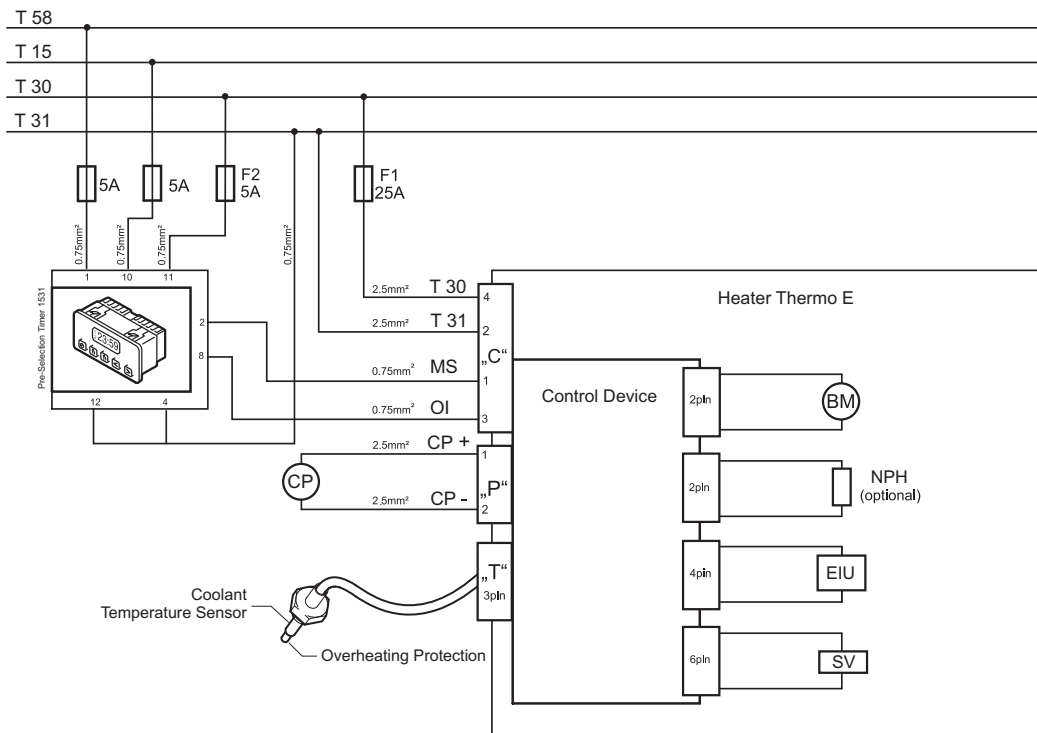 T 58
T 15
T 30
T 31
5A
5A
F2
5A
F1
25A
0.75mm²
0.75mm²
0.75mm²
0.75mm²
1
10
11
Pre-Selection Timer 1531
23:59
2
8
12
4
2.5mm² T 30
2.5mm² T 31
0.75mm² MS
0.75mm² OI
2.5mm² CP +
2.5mm² CP -
CP
4
2
„C“
1
3
1
„P“
2
„T“
3pin
Heater Thermo E
Control Device
2pin
BM
2pin
NPH
(optional)
4pin
EIU
6pin
SV
Coolant
Temperature Sensor
Overheating Protection